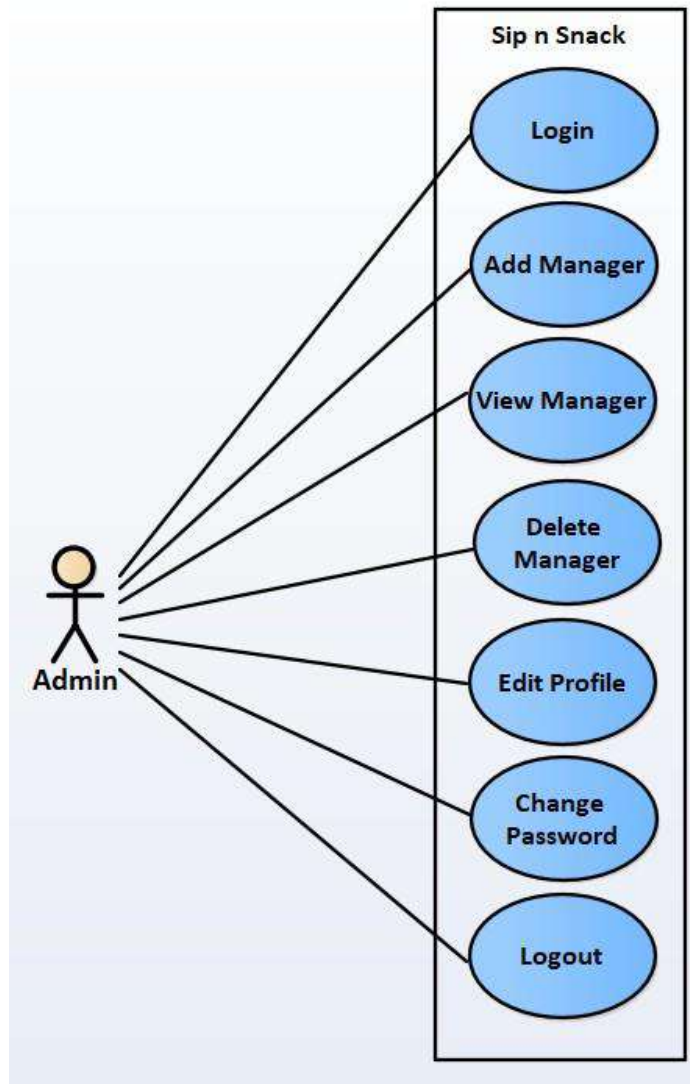 Sip n Snack
Login
Add Manager
View Manager
Delete
Manager
Admin
Edit Profile
Change
Password
Logout